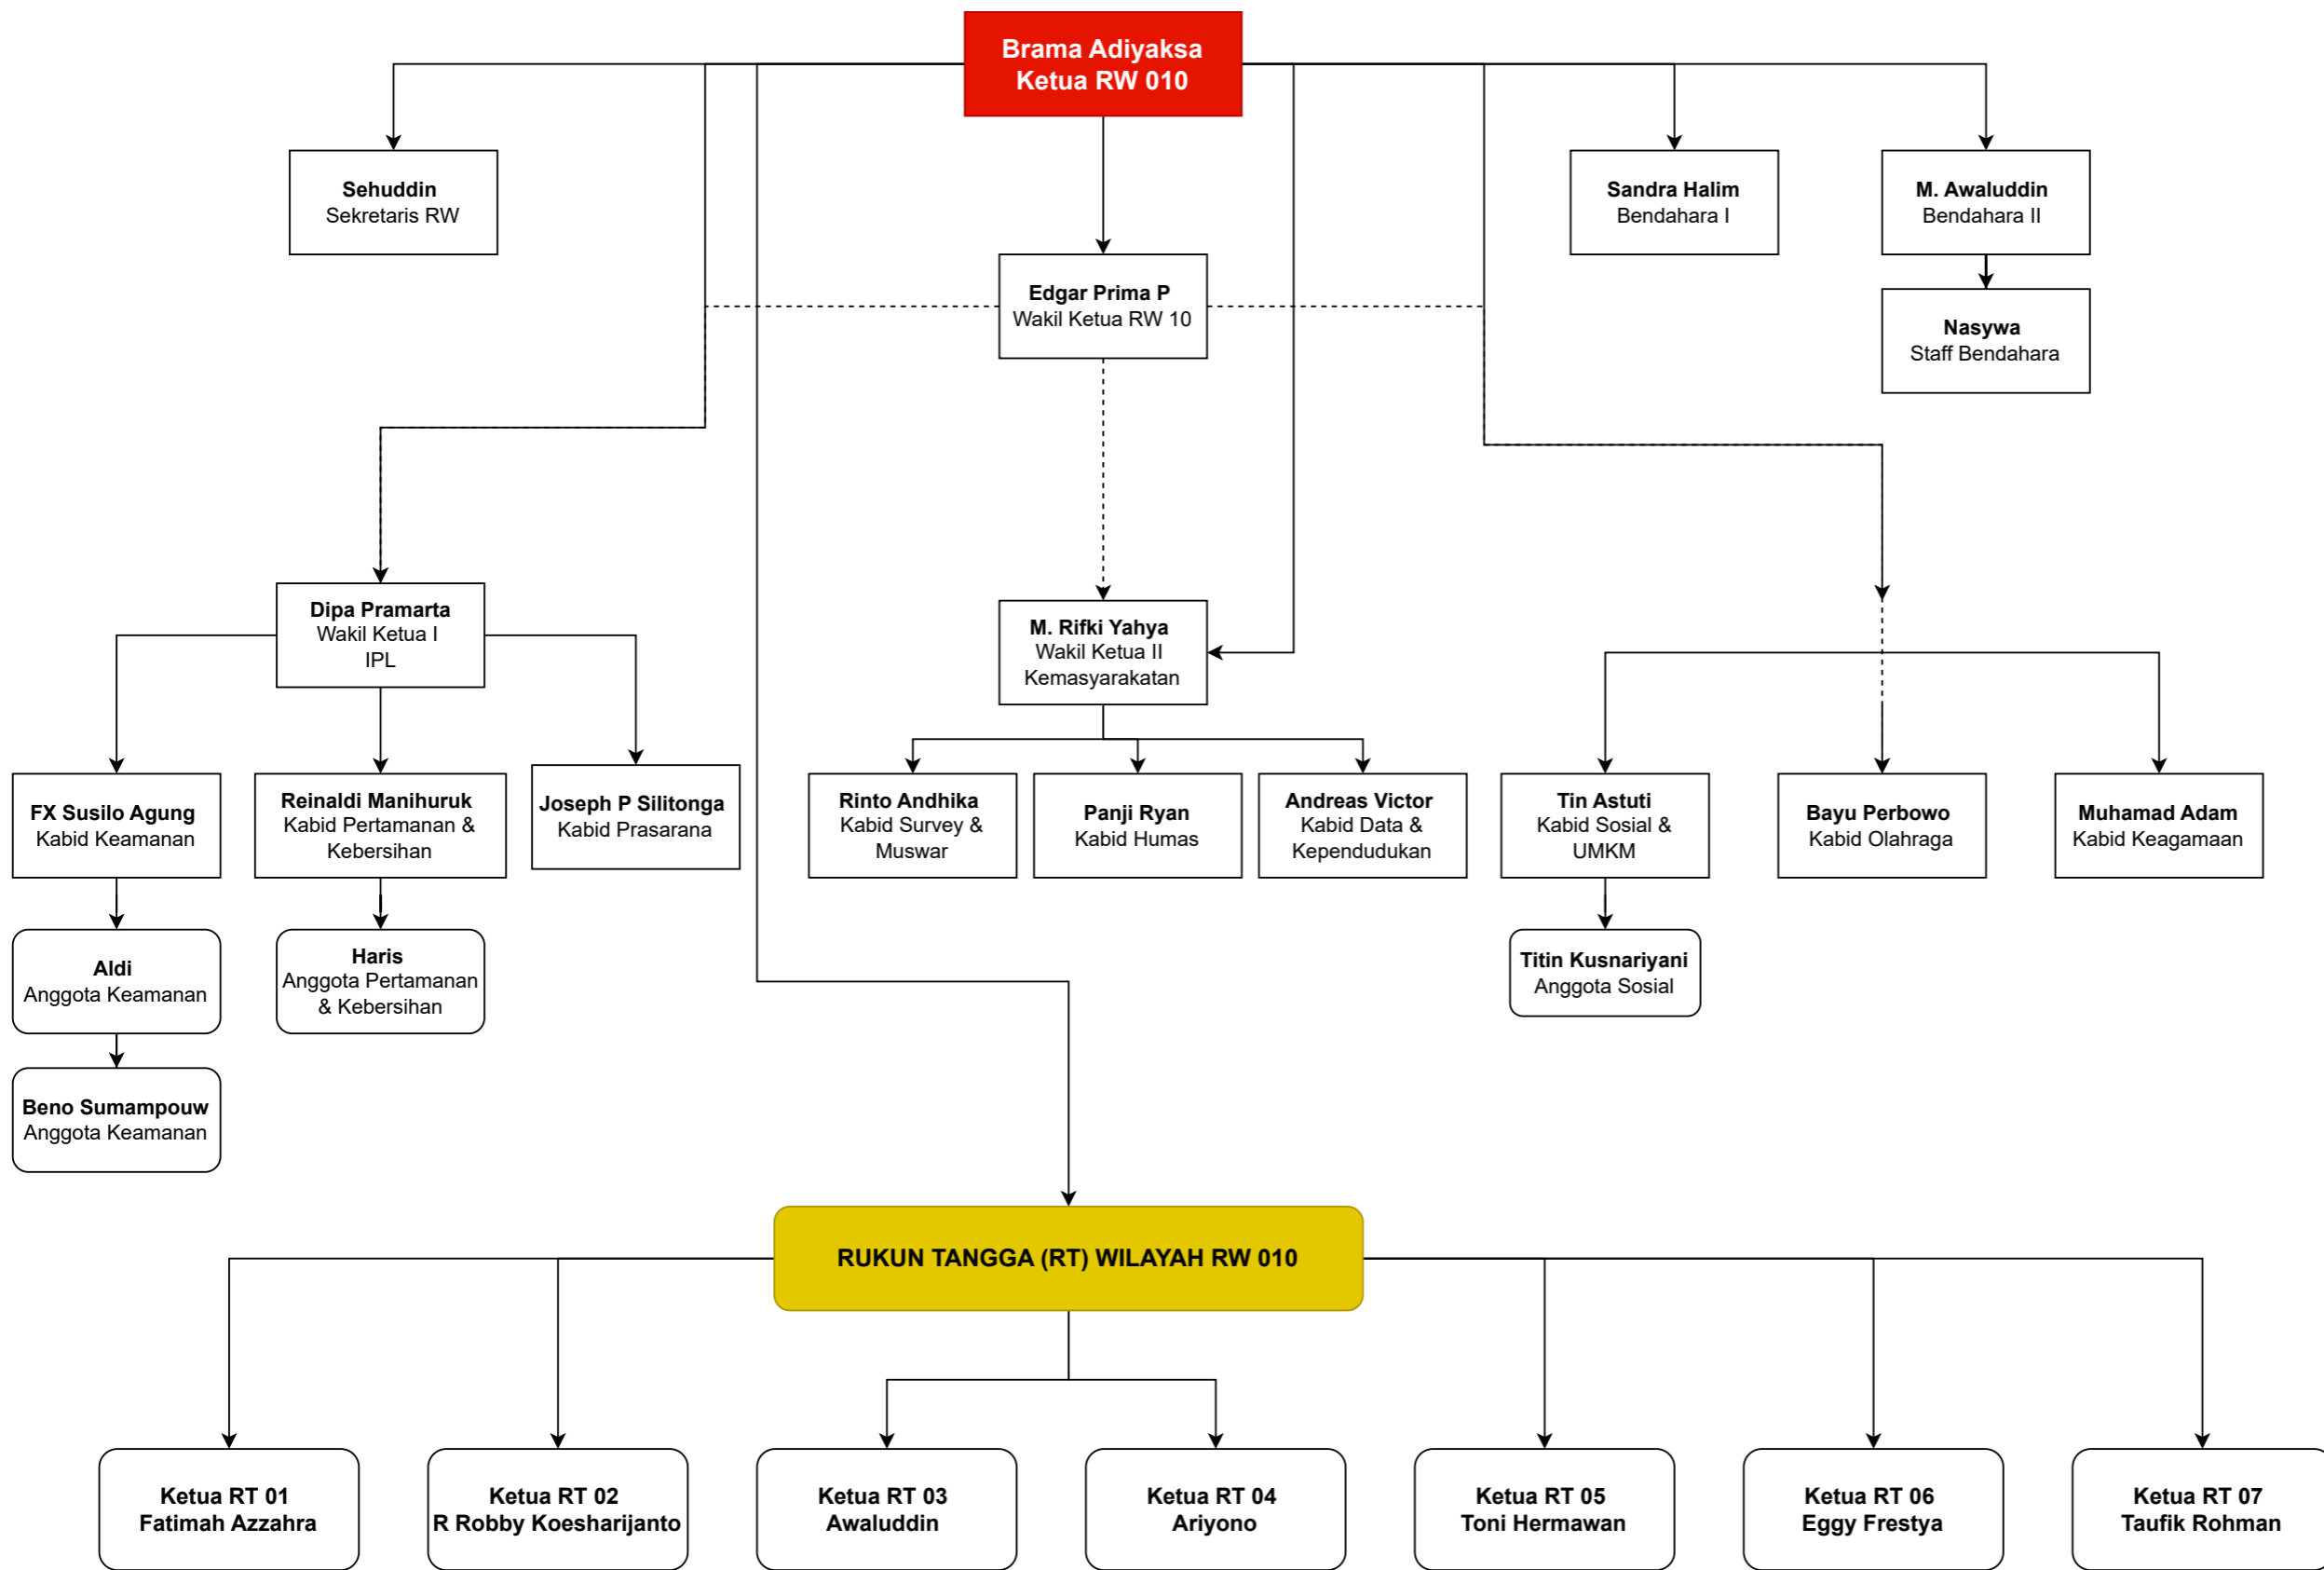 Brama Adiyaksa
Ketua RW 010
Sehuddin
Sekretaris RW
Sandra Halim
Bendahara I
M. Awaluddin
Bendahara II
Edgar Prima P
Wakil Ketua RW 10
Nasywa
Staff Bendahara
Dipa Pramarta
Wakil Ketua I
IPL
M. Rifki Yahya
Wakil Ketua II
Kemasyarakatan
FX Susilo Agung
Kabid Keamanan
Reinaldi Manihuruk
Kabid Pertamanan &
Kebersihan
Joseph P Silitonga
Kabid Prasarana
Rinto Andhika
Kabid Survey &
Muswar
Panji Ryan
Kabid Humas
Andreas Victor
Kabid Data &
Kependudukan
Tin Astuti
Kabid Sosial &
UMKM
Bayu Perbowo
Kabid Olahraga
Muhamad Adam
Kabid Keagamaan
Aldi
Anggota Keamanan
Haris
Anggota Pertamanan
& Kebersihan
Titin Kusnariyani
Anggota Sosial
Beno Sumampouw
Anggota Keamanan
RUKUN TANGGA (RT) WILAYAH RW 010
Ketua RT 01
Fatimah Azzahra
Ketua RT 02
R Robby Koesharijanto
Ketua RT 03
Awaluddin
Ketua RT 04
Ariyono
Ketua RT 05
Toni Hermawan
Ketua RT 06
Eggy Frestya
Ketua RT 07
Taufik Rohman